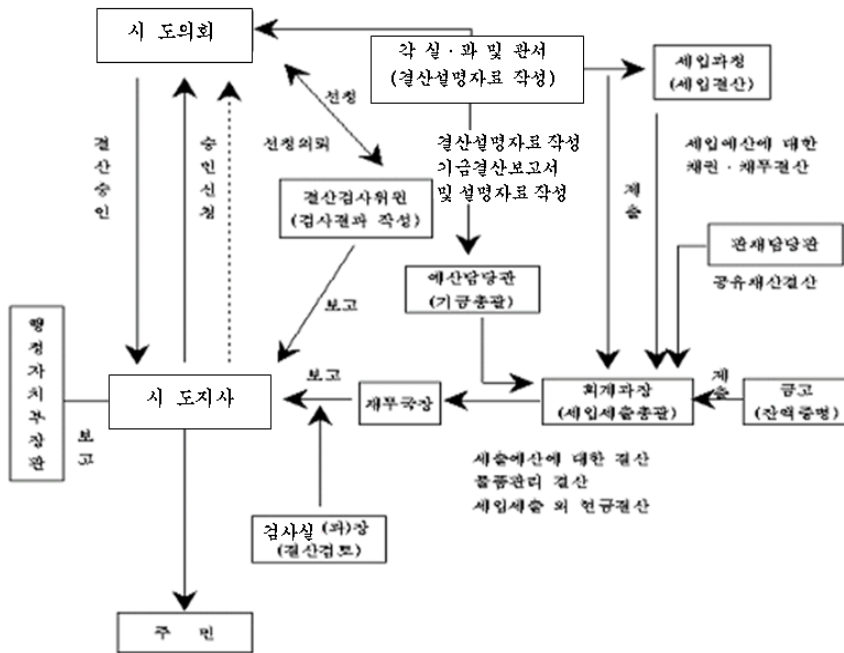 시 도의회
각 실·과 및 관서
(결산설명자료 작성)
세입과정
(세입결산)
선정
선정의뢰
결산승인
승인신청
결산설명자료 작성
기금결산보고서
및 설명자료 작성
세입예산에 대한
채권·채무결산
제출
결산검사위원
(검사결과 작성)
관재담당관
공유재산결산
예산담당관
(기금총괄)
보고
행정자치부장관
보고
시 도지사
보고
재무국장
회계과장
(세입세출총괄)
제출
금고
(잔액증명)
세출예산에 대한 결산
물품관리 결산
세입세출 외 현금결산
검사실(과)장
(결산검토)
주 민